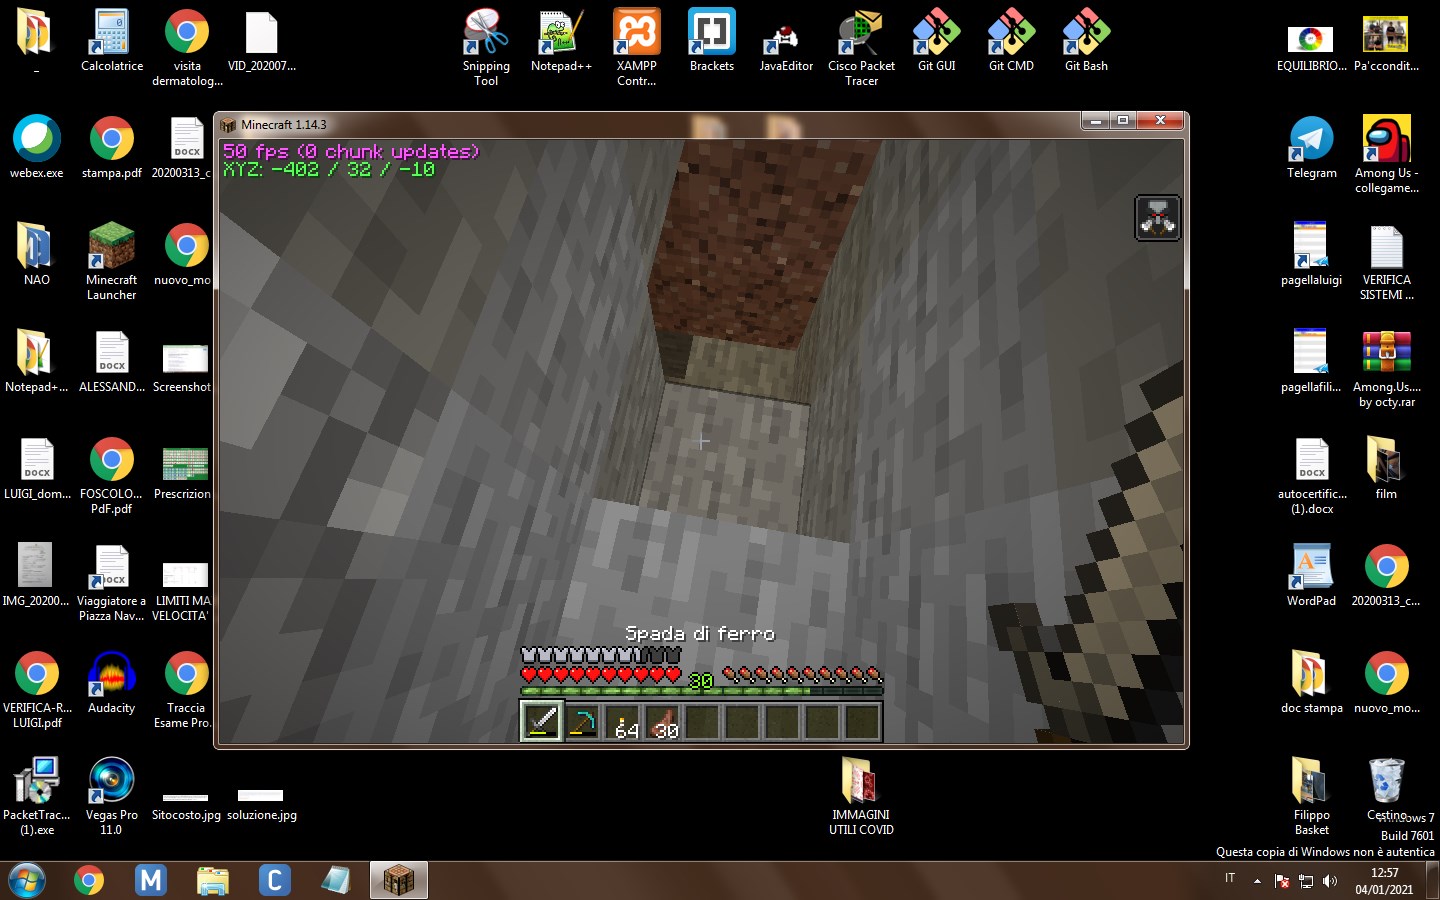 _
Calcolatrice
visita
dermatolog...
VID_202007...
Snipping
Tool
Notepad++
XAMPP
Contr...
Brackets
JavaEditor
Cisco Packet
Tracer
Git GUI
Git CMD
Git Bash
EQUILIBRIO...
Pa'ccondit...
webex.exe
stampa.pdf
20200313_c
Telegram
Among Us -
collegame...
Minecraft 1.14.3
50 fps (0 chunk updates)
XYZ: -402 / 32 / -10
NAO
Minecraft
Launcher
nuovo_mo
pagellaluigi
VERIFICA
SISTEMI ...
Notepad+...
DOCX
ALESSAND...
Screenshot
pagellafili...
Among.Us....
by octy.rar
DOCX
LUIGI_dom...
FOSCOLO...
PdF.pdf
Prescrizion
DOCX
autocertific...
(1).docx
film
IMG_20200...
DOCX
Viaggiatore a
Piazza Nav...
LIMITI MA
VELOCITA'
WordPad
20200313_c...
VERIFICA-R...
LUIGI.pdf
Audacity
Traccia
Esame Pro.
doc stampa
nuovo_mo...
Spada di ferro
30
64
30
PacketTrac...
(1).exe
Vegas Pro
11.0
Sitocosto.jpg
soluzione.jpg
IMMAGINI
UTILI COVID
Filippo
Basket
Cestino
Windows 7
Build 7601
Questa copia di Windows non è autentica
M
C
IT
12:57
04/01/2021